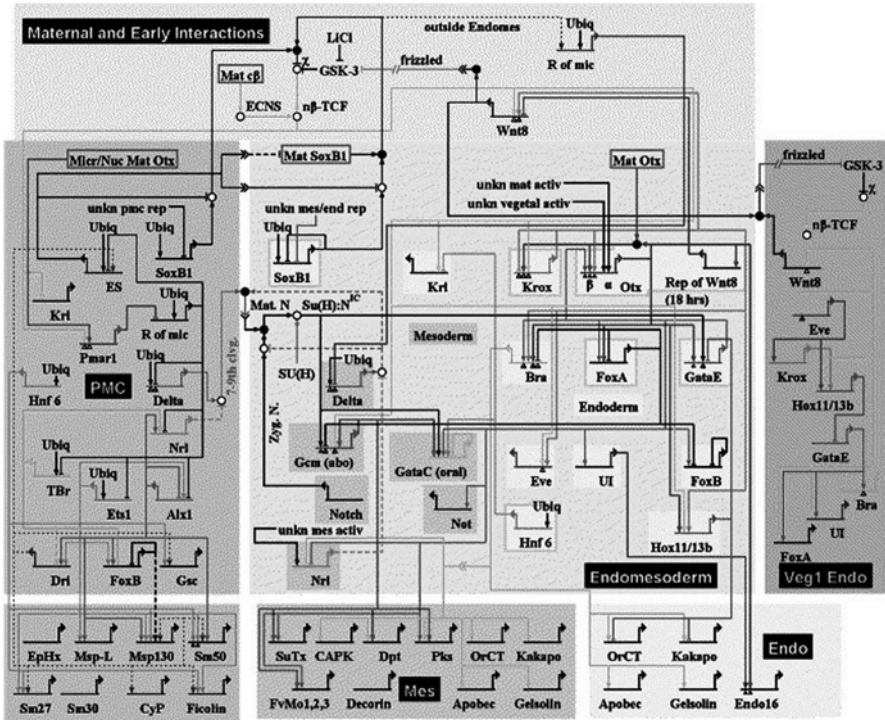 Maternal and Early Interactions
outside Endomes
Ubiq
R of mic
LiCl
χ
GSK-3
frizzled
Mat cβ
ECNS
nβ-TCF
Wnt8
Micr/Nuc Mat Otx
Mat SoxB1
Mat Otx
frizzled
GSK-3
χ
nβ-TCF
Wnt8
unkn pmc rep
Ubiq
Ubiq
ES
SoxB1
unkn mes/end rep
Ubiq
SoxB1
unkn mat activ
unkn vegetal activ
Krl
Krox
β α Otx
Rep of Wnt8
(18 hrs)
Krl
Ubiq
R of mic
Pmar1
Mat. N
Su(H):N^IC
SU(H)
Mesoderm
Eve
Krox
Hox11/13b
GataE
Bra
UI
FoxA
Veg1 Endo
Ubiq
Hnf 6
PMC
Ubiq
Delta
7-9th clvg.
Nrl
Ubiq
Delta
Bra
FoxA
GataE
Endoderm
Zyg. N.
Gcm (abo)
GataC (oral)
Eve
UI
FoxB
Ubiq
TBr
Ubiq
Ets1
Alx1
Notch
Not
Ubiq
Hnf 6
Hox11/13b
unkn mes activ
Nrl
Endomesoderm
Dri
FoxB
Gsc
EpHx
Msp-L
Msp130
Sm50
Sm27
Sm30
CyP
Ficolin
SuTx
CAPK
Dpt
Pks
OrCT
Kakapo
FvMo1,2,3
Decorin
Mes
Apobec
Gelsolin
OrCT
Kakapo
Endo
Apobec
Gelsolin
Endo16